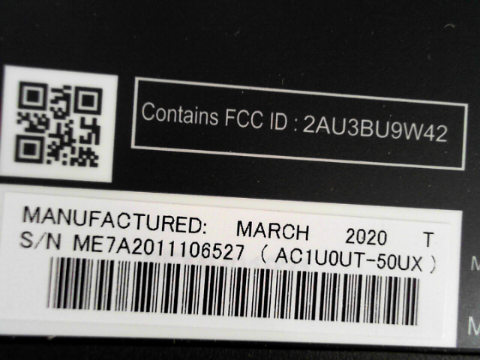 Contains FCC ID : 2AU3BU9W42
MANUFACTURED: MARCH 2020 T
S/N ME7A2011106527 ( AC1U0UT-50UX )
M
M